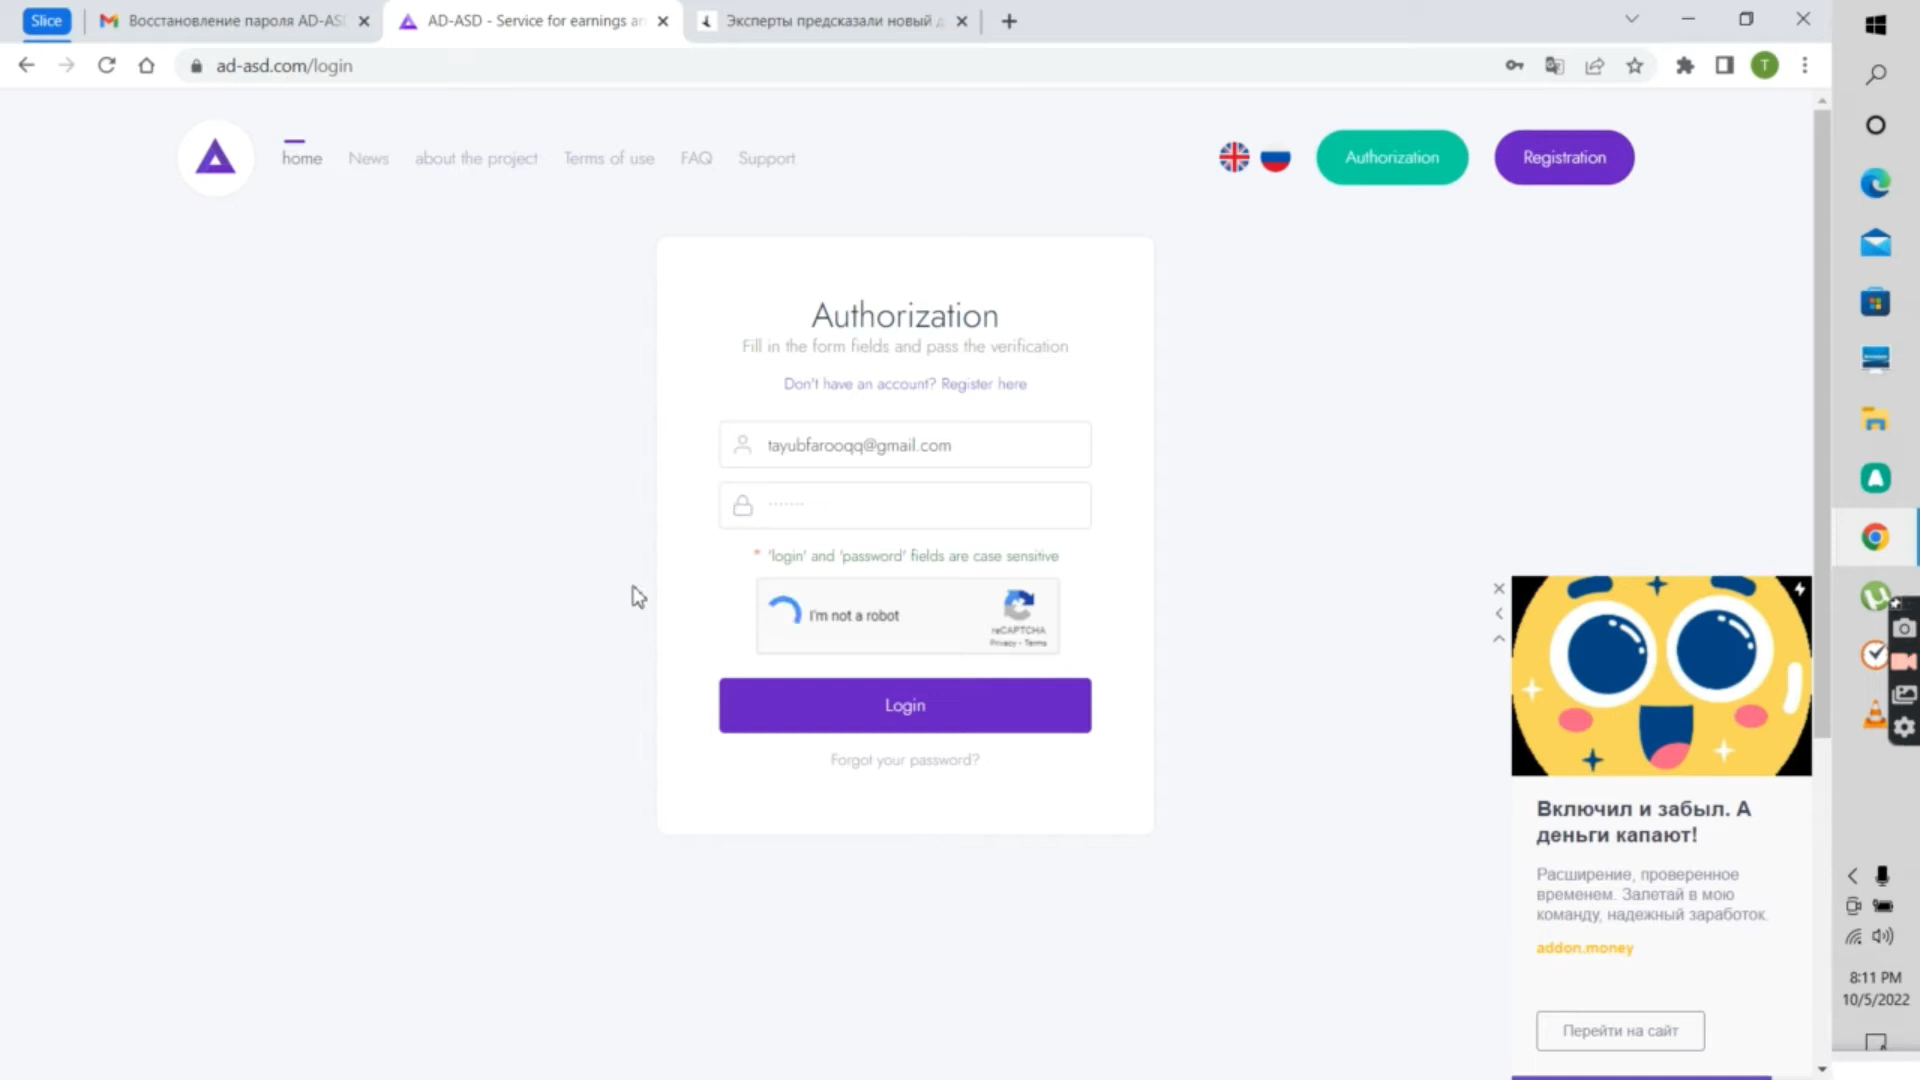 Slice
Восстановление пароля AD-AS
AD-ASD - Service for earnings an
Эксперты предсказали новый д
ad-asd.com/login
T
home
News
about the project
Terms of use
FAQ
Support
Authorization
Registration
Authorization
Fill in the form fields and pass the verification
Don't have an account? Register here
tayubfarooqq@gmail.com
* 'login' and 'password' fields are case sensitive
I'm not a robot
reCAPTCHA
Privacy - Terms
Login
Forgot your password?
Включил и забыл. А
деньги капают!
Расширение, проверенное
временем. Залетай в мою
команду, надежный заработок.
addon.money
Перейти на сайт
8:11 PM
10/5/2022